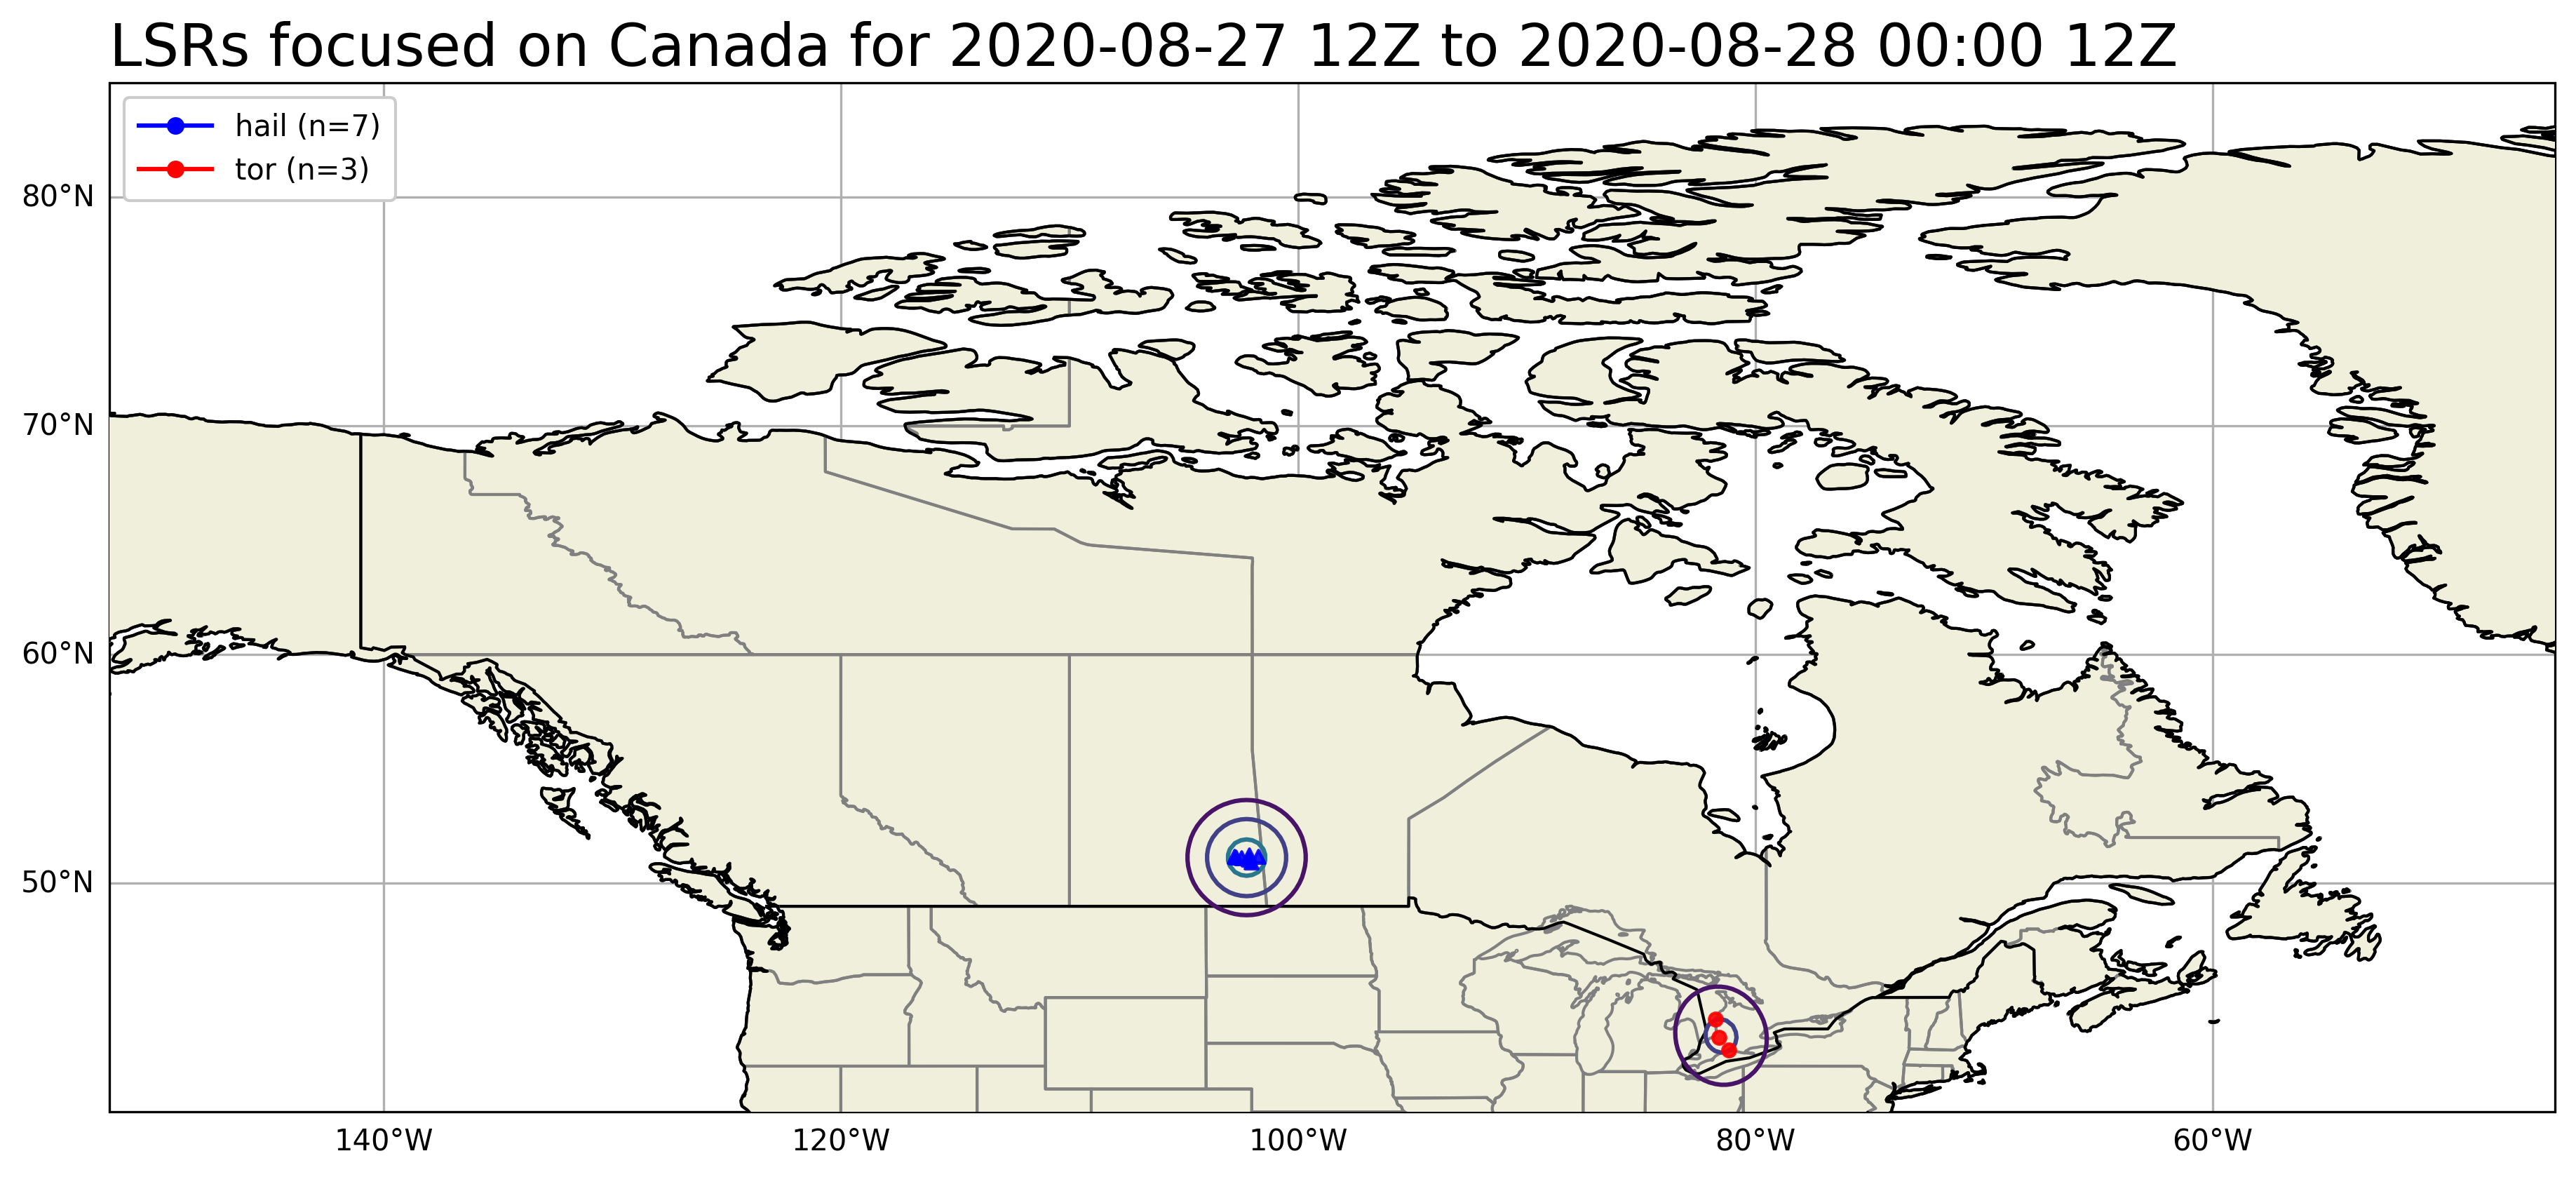 LSRs focused on Canada for 2020-08-27 12Z to 2020-08-28 00:00 12Z
hail (n=7)
tor (n=3)
80°N
70°N
60°N
50°N
140°W
120°W
100°W
80°W
60°W